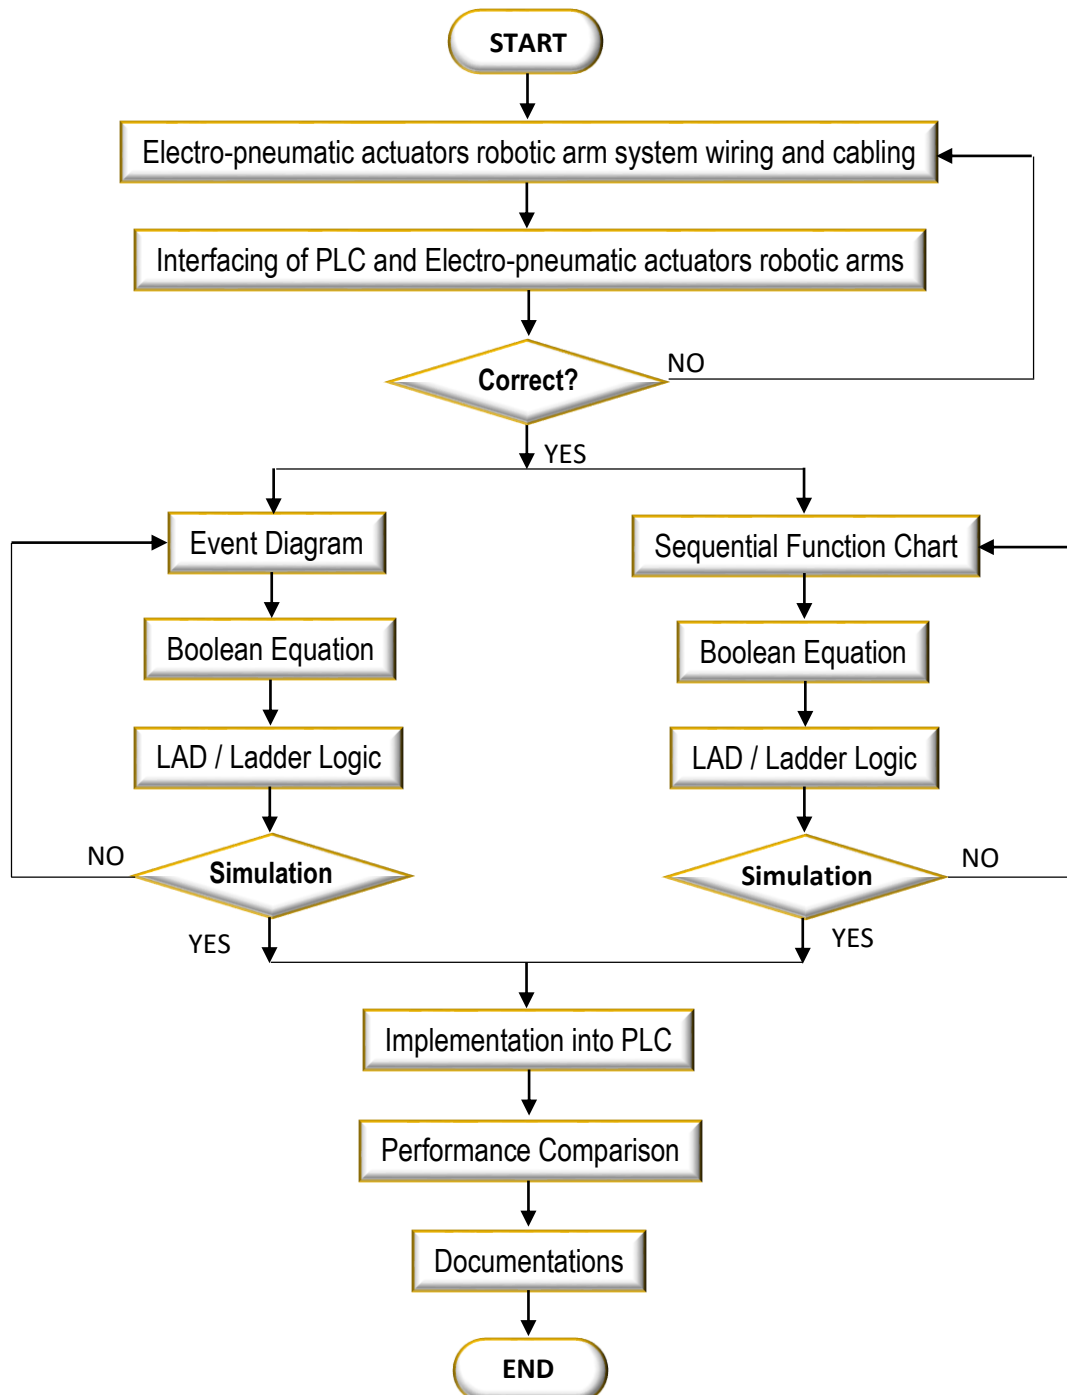 START
Electro-pneumatic actuators robotic arm system wiring and cabling
Interfacing of PLC and Electro-pneumatic actuators robotic arms
Correct?
NO
YES
Event Diagram
Sequential Function Chart
Boolean Equation
Boolean Equation
LAD / Ladder Logic
LAD / Ladder Logic
NO
Simulation
Simulation
NO
YES
YES
Implementation into PLC
Performance Comparison
Documentations
END